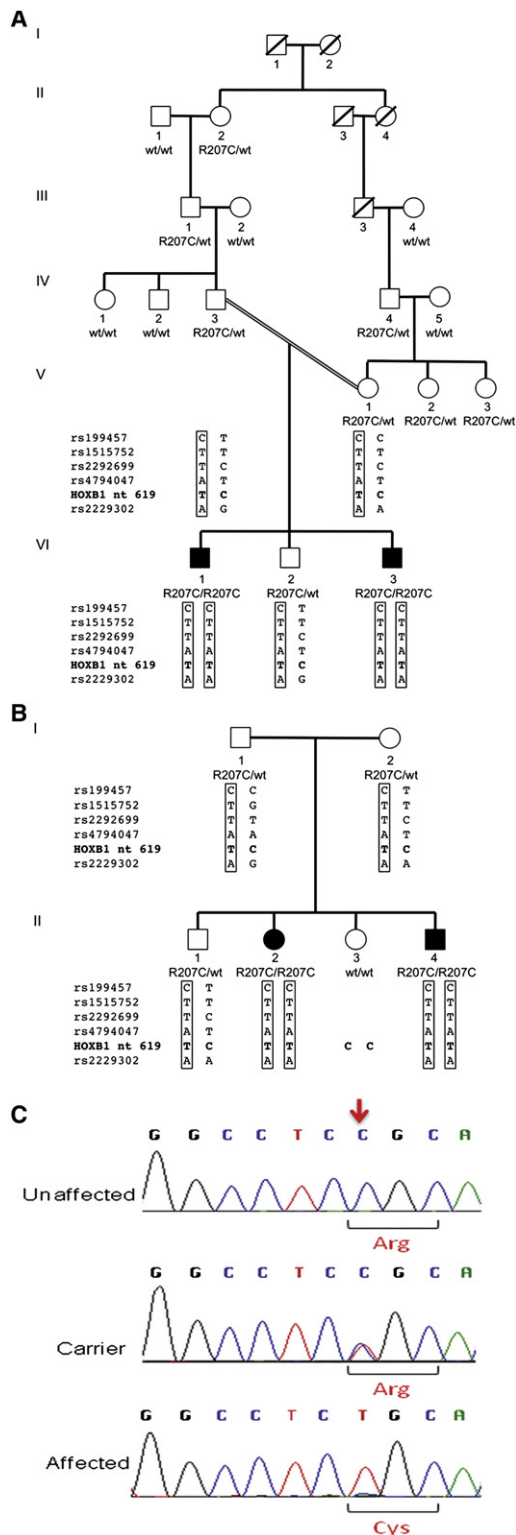 A
I
1 2
II
1 2 3 4
wt/wt R207C/wt
III
1 2 3 4
R207C/wt wt/wt wt/wt
IV
1 2 3 4 5
wt/wt wt/wt R207C/wt R207C/wt wt/wt
V
1 2 3
R207C/wt R207C/wt R207C/wt
rs199457 C T C C
rs1515752 T T T T
rs2292699 T C T C
rs4794047 A T A T
HOXB1 nt 619 T C T C
rs2229302 A G A A
VI
1 2 3
R207C/R207C R207C/wt R207C/R207C
rs199457 C C C T C C
rs1515752 T T T T T T
rs2292699 T T T C T T
rs4794047 A A A T A A
HOXB1 nt 619 T T T C T T
rs2229302 A A A G A A
B
I
1 2
R207C/wt R207C/wt
rs199457 C C C T
rs1515752 T G T T
rs2292699 T T T C
rs4794047 A A A T
HOXB1 nt 619 T C T C
rs2229302 A G A A
II
1 2 3 4
R207C/wt R207C/R207C wt/wt R207C/R207C
rs199457 C T C C C C
rs1515752 T T T T T T
rs2292699 T C T T T T
rs4794047 A T A A A A
HOXB1 nt 619 T C T T C C T T
rs2229302 A A A A A A
C
G G C C T C C G C A
Unaffected
Arg
G G C C T C C G C A
Carrier
Arg
G G C C T C T G C A
Affected
Cys